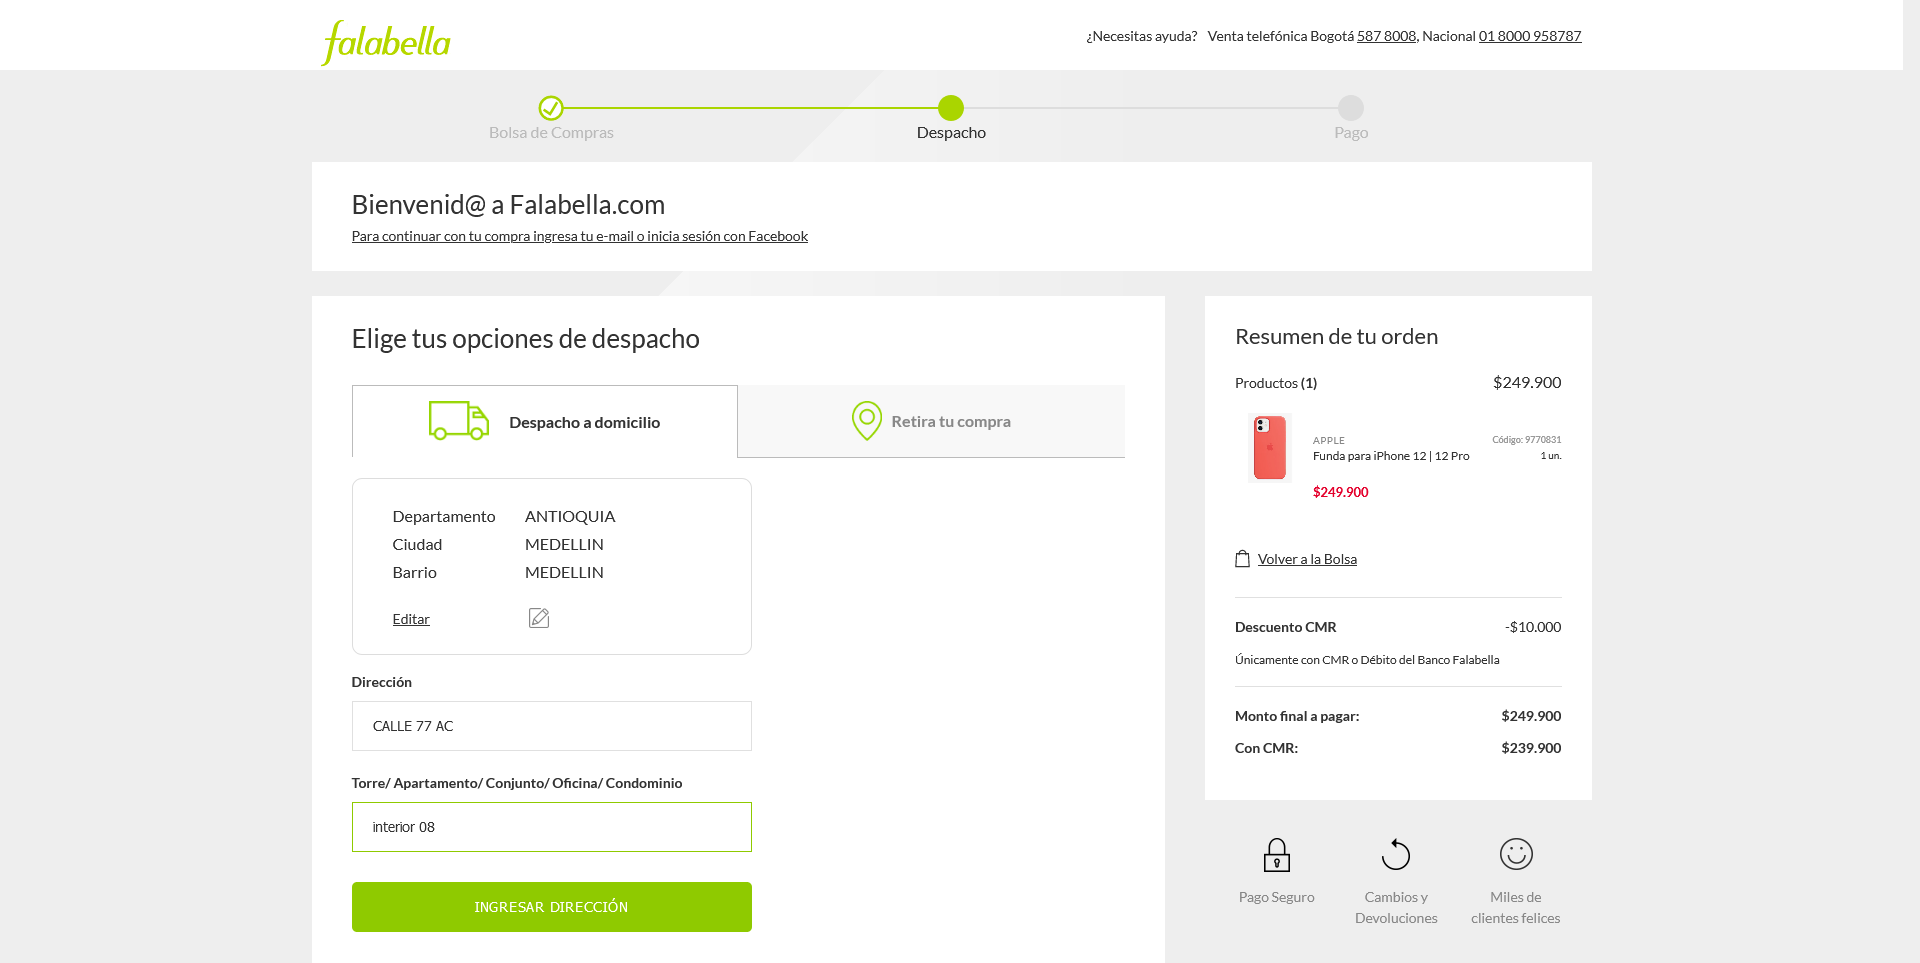 falabella
¿Necesitas ayuda? Venta telefónica Bogotá 587 8008, Nacional 01 8000 958787
Bolsa de Compras
Despacho
Pago
Bienvenid@ a Falabella.com
Para continuar con tu compra ingresa tu e-mail o inicia sesión con Facebook
Elige tus opciones de despacho
Despacho a domicilio
Retira tu compra
Departamento ANTIOQUIA
Ciudad MEDELLIN
Barrio MEDELLIN
Editar
Dirección
CALLE 77 AC
Torre/ Apartamento/ Conjunto/ Oficina/ Condominio
interior 08
INGRESAR DIRECCIÓN
Resumen de tu orden
Productos (1) $249.900
APPLE Código: 9770831
Funda para iPhone 12 | 12 Pro 1 un.
$249.900
Volver a la Bolsa
Descuento CMR -$10.000
Únicamente con CMR o Débito del Banco Falabella
Monto final a pagar: $249.900
Con CMR: $239.900
Pago Seguro
Cambios y
Devoluciones
Miles de
clientes felices